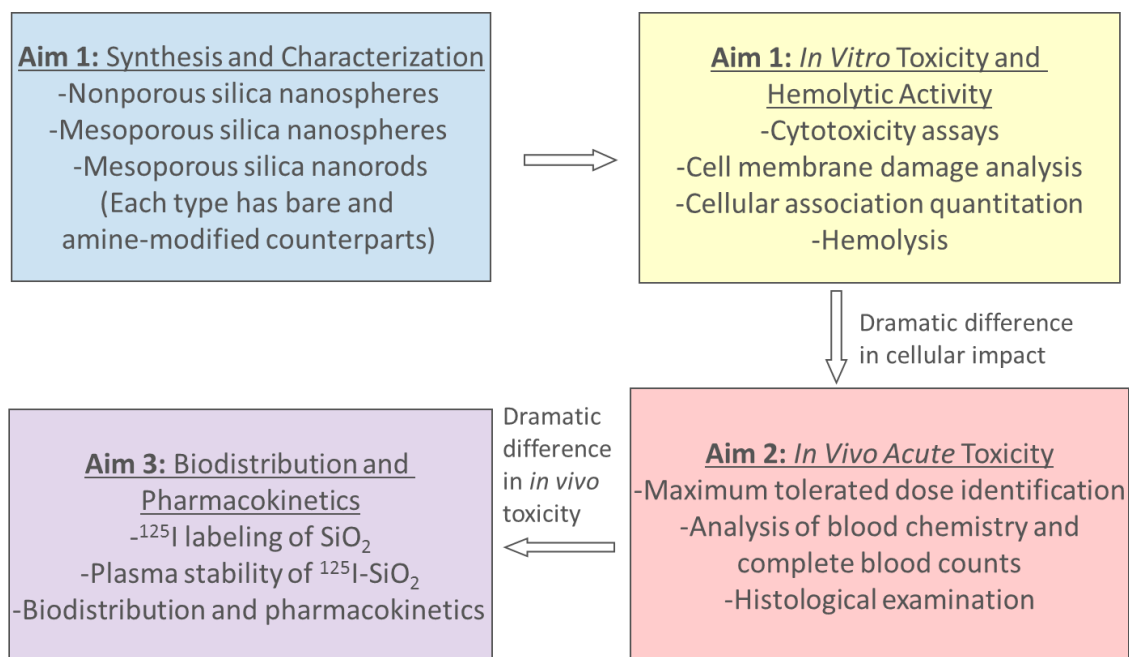 Aim 1: Synthesis and Characterization
-Nonporous silica nanospheres
-Mesoporous silica nanospheres
-Mesoporous silica nanorods
(Each type has bare and
amine-modified counterparts)
Aim 1: In Vitro Toxicity and
Hemolytic Activity
-Cytotoxicity assays
-Cell membrane damage analysis
-Cellular association quantitation
-Hemolysis
Dramatic difference
in cellular impact
Aim 2: In Vivo Acute Toxicity
-Maximum tolerated dose identification
-Analysis of blood chemistry and
complete blood counts
-Histological examination
Dramatic
difference
in in vivo
toxicity
Aim 3: Biodistribution and
Pharmacokinetics
-¹²⁵I labeling of SiO₂
-Plasma stability of ¹²⁵I-SiO₂
-Biodistribution and pharmacokinetics